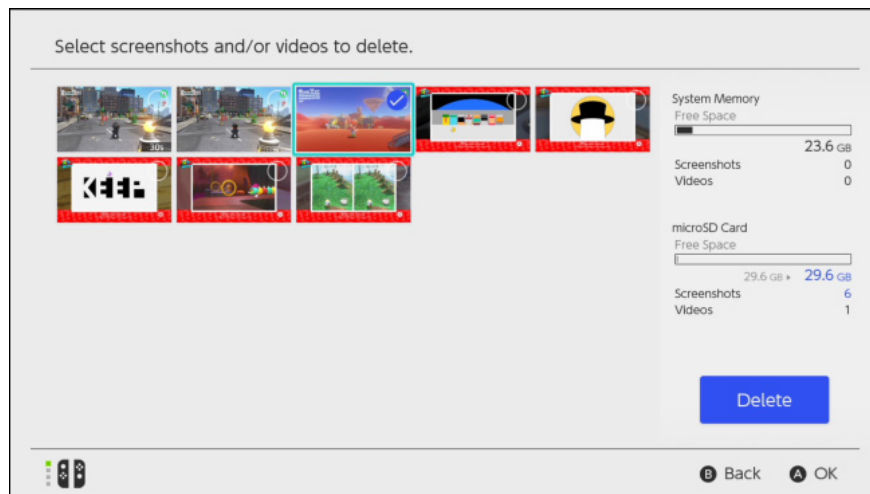 Select screenshots and/or videos to delete.
30s
KEEP
System Memory
Free Space
23.6 GB
Screenshots 0
Videos 0
microSD Card
Free Space
29.6 GB ▸ 29.6 GB
Screenshots 6
Videos 1
Delete
B Back A OK